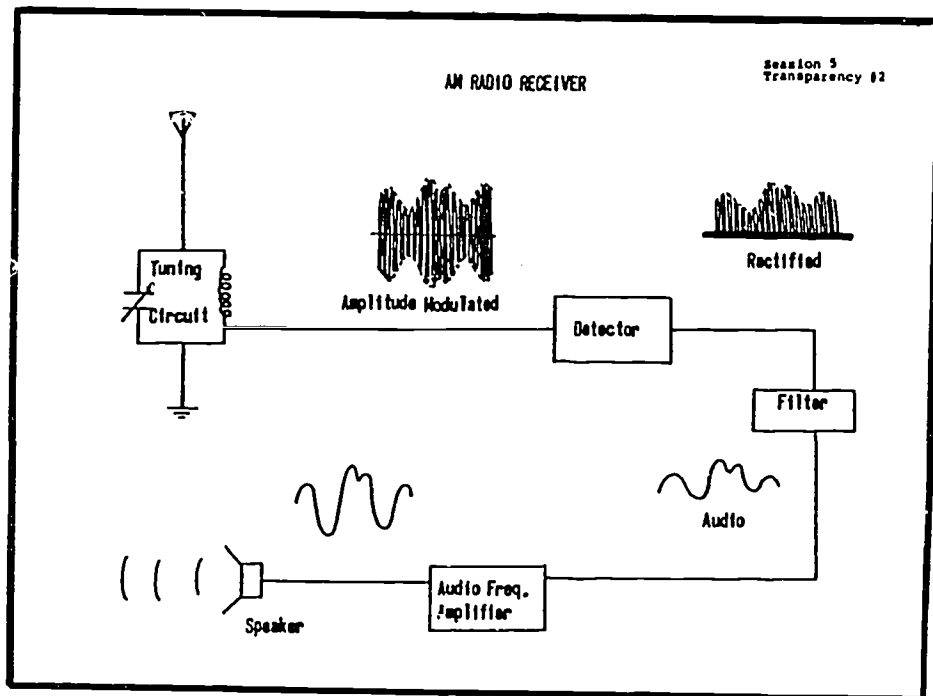 Session 5
Transparency #2
AM RADIO RECEIVER
Tuning
Circuit
Amplitude Modulated
Rectified
Detector
Filter
Audio
Audio Freq.
Amplifier
Speaker